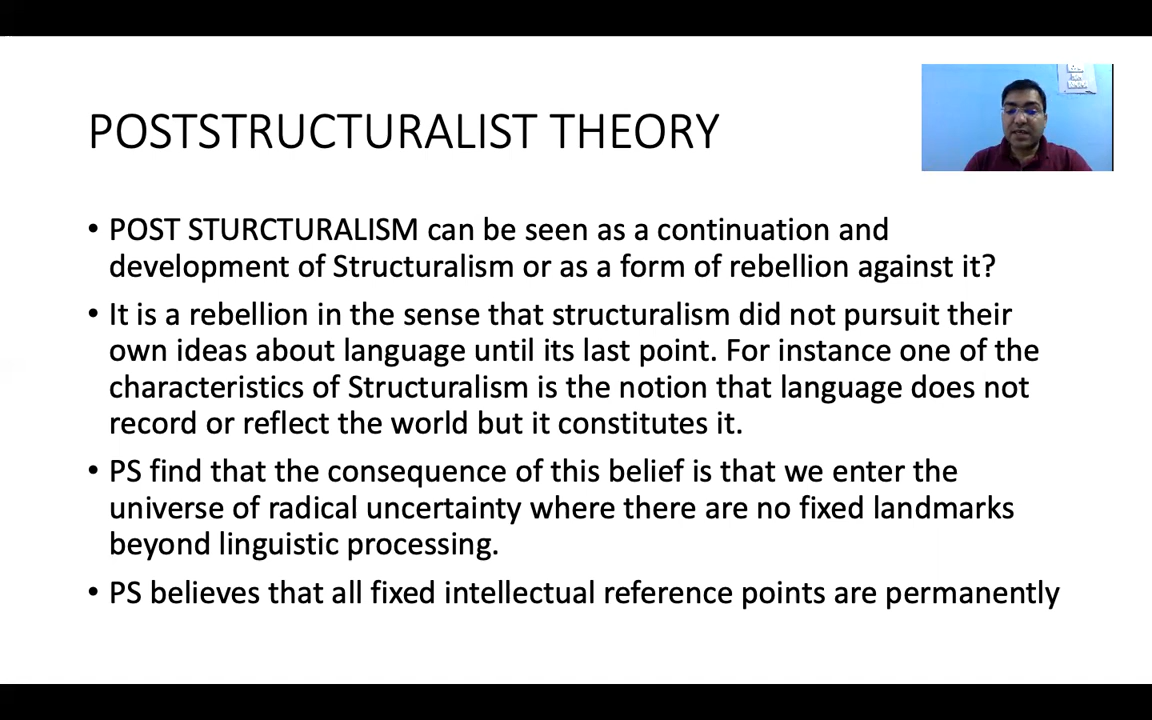 POSTSTRUCTURALIST THEORY
• POST STURCTURALISM can be seen as a continuation and
development of Structuralism or as a form of rebellion against it?
• It is a rebellion in the sense that structuralism did not pursuit their
own ideas about language until its last point. For instance one of the
characteristics of Structuralism is the notion that language does not
record or reflect the world but it constitutes it.
• PS find that the consequence of this belief is that we enter the
universe of radical uncertainty where there are no fixed landmarks
beyond linguistic processing.
• PS believes that all fixed intellectual reference points are permanently